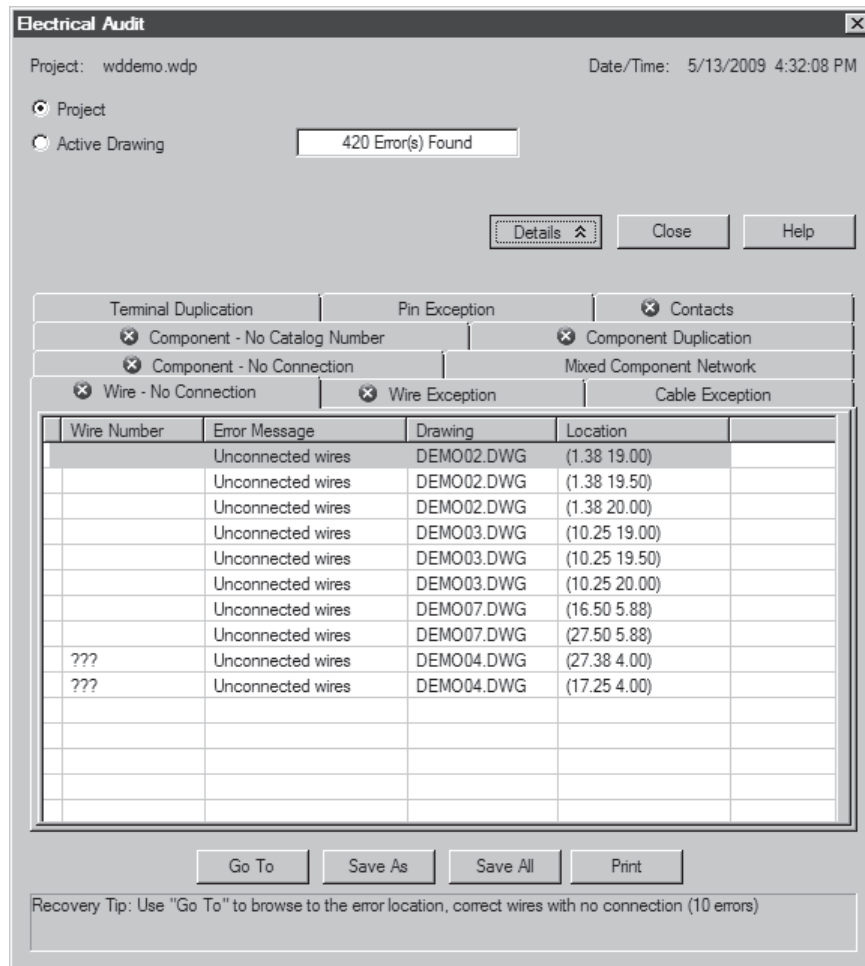 Electrical Audit
Project: wddemo.wdp Date/Time: 5/13/2009 4:32:08 PM
Project
Active Drawing 420 Error(s) Found
Details Close Help
Terminal Duplication Pin Exception Contacts
Component - No Catalog Number Component Duplication
Component - No Connection Mixed Component Network
Wire - No Connection Wire Exception Cable Exception
Wire Number Error Message Drawing Location
Unconnected wires DEMO02.DWG (1.38 19.00)
Unconnected wires DEMO02.DWG (1.38 19.50)
Unconnected wires DEMO02.DWG (1.38 20.00)
Unconnected wires DEMO03.DWG (10.25 19.00)
Unconnected wires DEMO03.DWG (10.25 19.50)
Unconnected wires DEMO03.DWG (10.25 20.00)
Unconnected wires DEMO07.DWG (16.50 5.88)
Unconnected wires DEMO07.DWG (27.50 5.88)
??? Unconnected wires DEMO04.DWG (27.38 4.00)
??? Unconnected wires DEMO04.DWG (17.25 4.00)
Go To Save As Save All Print
Recovery Tip: Use "Go To" to browse to the error location, correct wires with no connection (10 errors)